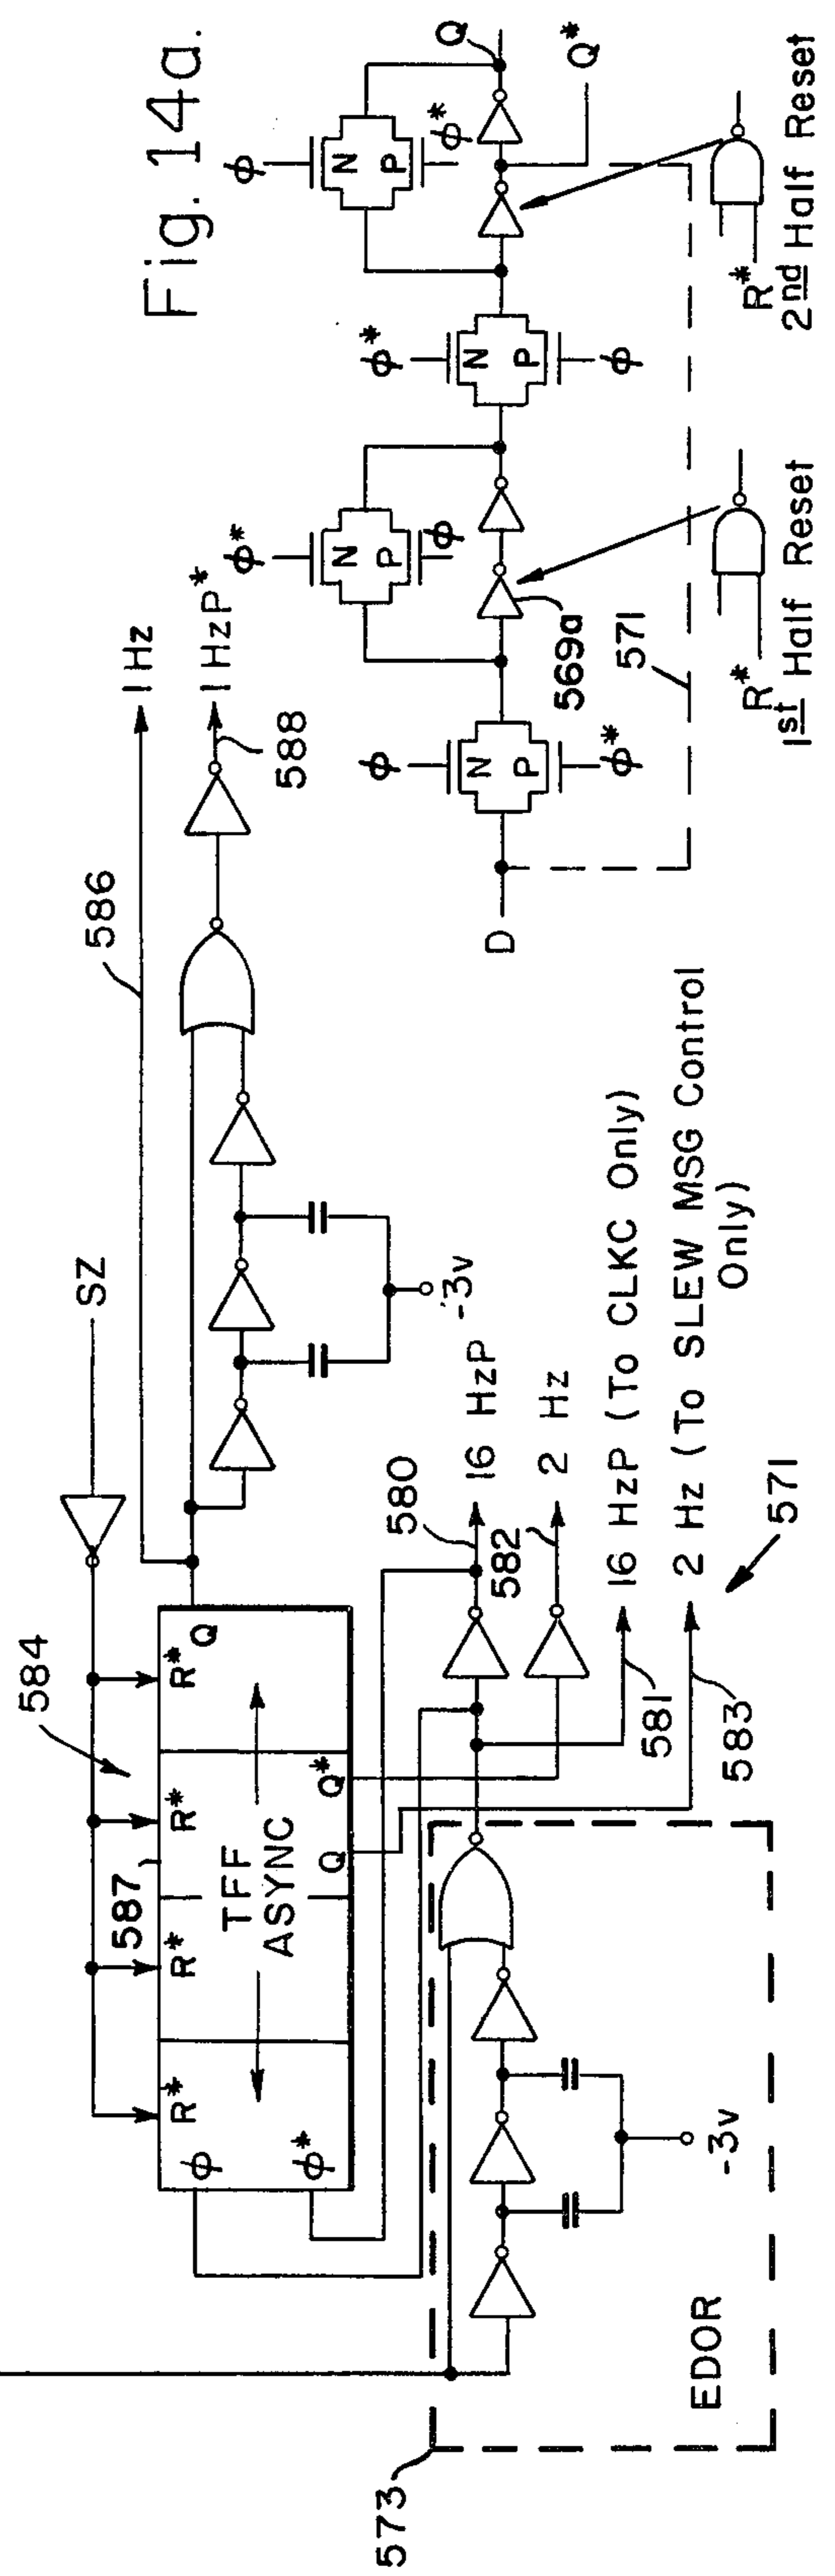 Fig. 14a.
584
SZ
586
1 Hz
1 HzP*
588
587
R*
R*
R*
R*
Q
TFF
ASYNC
ϕ
ϕ*
Q
Q*
-3v
580
16 HzP
582
2 Hz
581
16 HzP (To CLKC Only)
583
2 Hz (To SLEW MSG Control
Only)
571
573
EDOR
-3v
D
ϕ
N
P
ϕ*
ϕ*
N
P
ϕ
569a
571
ϕ*
N
P
ϕ
ϕ
N
P
ϕ*
Q
Q*
R*
1st Half Reset
R*
2nd Half Reset